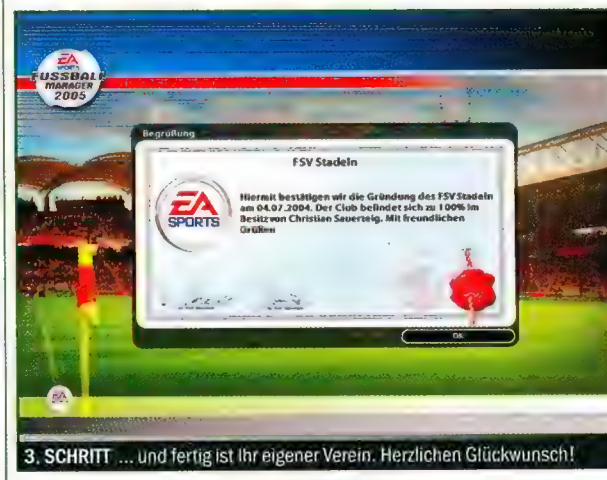 EA
SPORTS
FUSSBALL
MANAGER
2005
Begrüßung
FSV Stadeln
EA
SPORTS
Hiermit bestätigen wir die Gründung des FSV Stadeln
am 04.07.2004. Der Club befindet sich zu 100% im
Besitz von Christian Sauerteig. Mit freundlichen
Grüßen
OK
EA
3. SCHRITT ... und fertig ist Ihr eigener Verein. Herzlichen Glückwunsch!